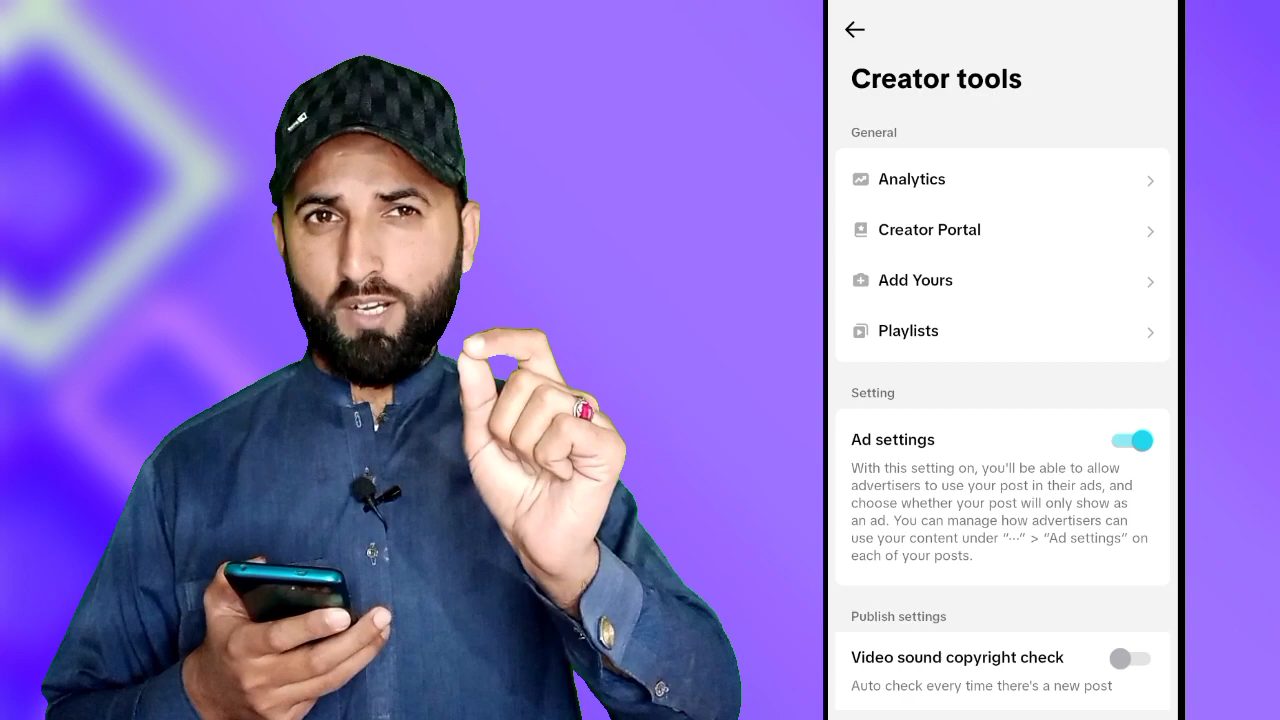 Creator tools
General
Analytics
Creator Portal
Add Yours
Playlists
Setting
Ad settings
With this setting on, you'll be able to allow
advertisers to use your post in their ads, and
choose whether your post will only show as
an ad. You can manage how advertisers can
use your content under “···” > “Ad settings” on
each of your posts.
Publish settings
Video sound copyright check
Auto check every time there's a new post